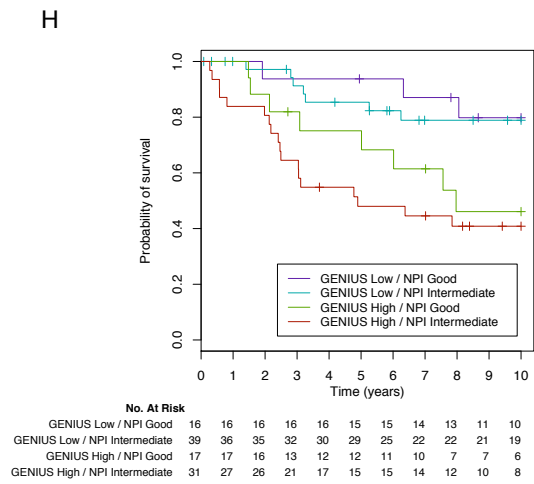 H
Probability of survival
1.0
0.8
0.6
0.4
0.2
0.0
GENIUS Low / NPI Good
GENIUS Low / NPI Intermediate
GENIUS High / NPI Good
GENIUS High / NPI Intermediate
0 1 2 3 4 5 6 7 8 9 10
Time (years)
No. At Risk
GENIUS Low / NPI Good 16 16 16 16 16 15 15 14 13 11 10
GENIUS Low / NPI Intermediate 39 36 35 32 30 29 25 22 22 21 19
GENIUS High / NPI Good 17 17 16 13 12 12 11 10 7 7 6
GENIUS High / NPI Intermediate 31 27 26 21 17 15 15 14 12 10 8